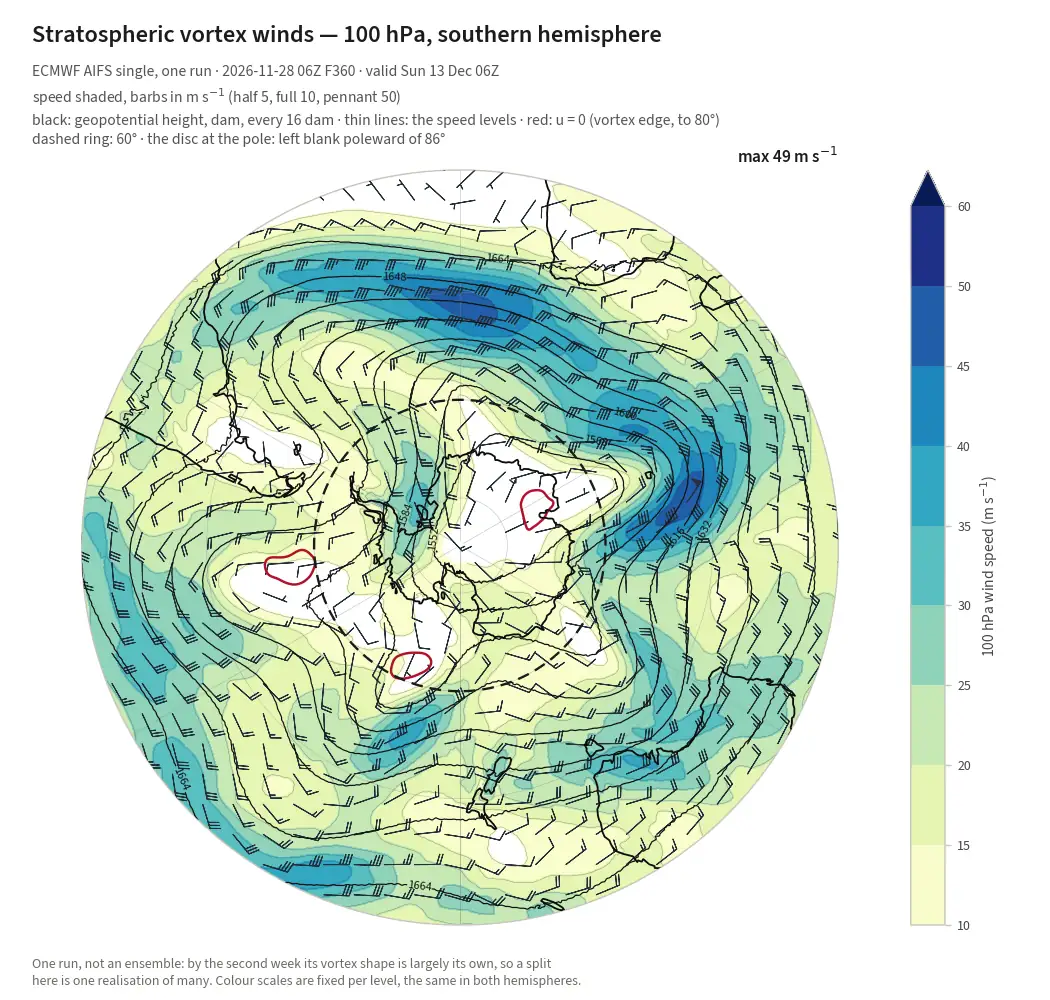 Stratospheric vortex winds — 100 hPa, southern hemisphere
ECMWF AIFS single, one run · 2026-11-28 06Z F360 · valid Sun 13 Dec 06Z
speed shaded, barbs in m s⁻¹ (half 5, full 10, pennant 50)
black: geopotential height, dam, every 16 dam · thin lines: the speed levels · red: u = 0 (vortex edge, to 80°)
dashed ring: 60° · the disc at the pole: left blank poleward of 86°
max 49 m s⁻¹
60
50
45
40
35
30
25
20
15
10
100 hPa wind speed (m s⁻¹)
1664
1648
1584
1632
1664
1664
One run, not an ensemble: by the second week its vortex shape is largely its own, so a split
here is one realisation of many. Colour scales are fixed per level, the same in both hemispheres.